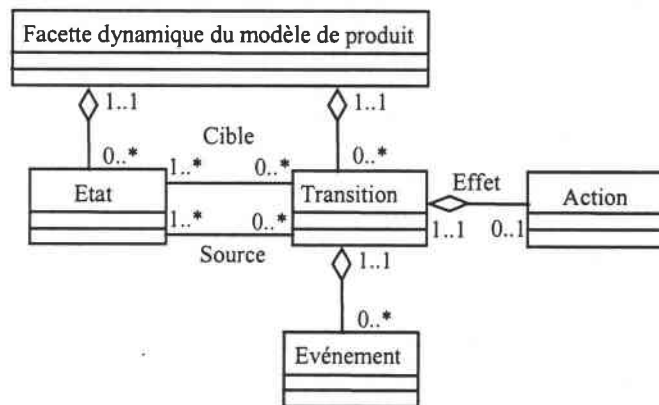 Facette dynamique du modèle de produit
1..1 1..1
Cible
0..* 1..* 0..* 0..*
Etat Transition Effet Action
1..* 0..* 1..1 0..1
Source 1..1
0..*
Evénement